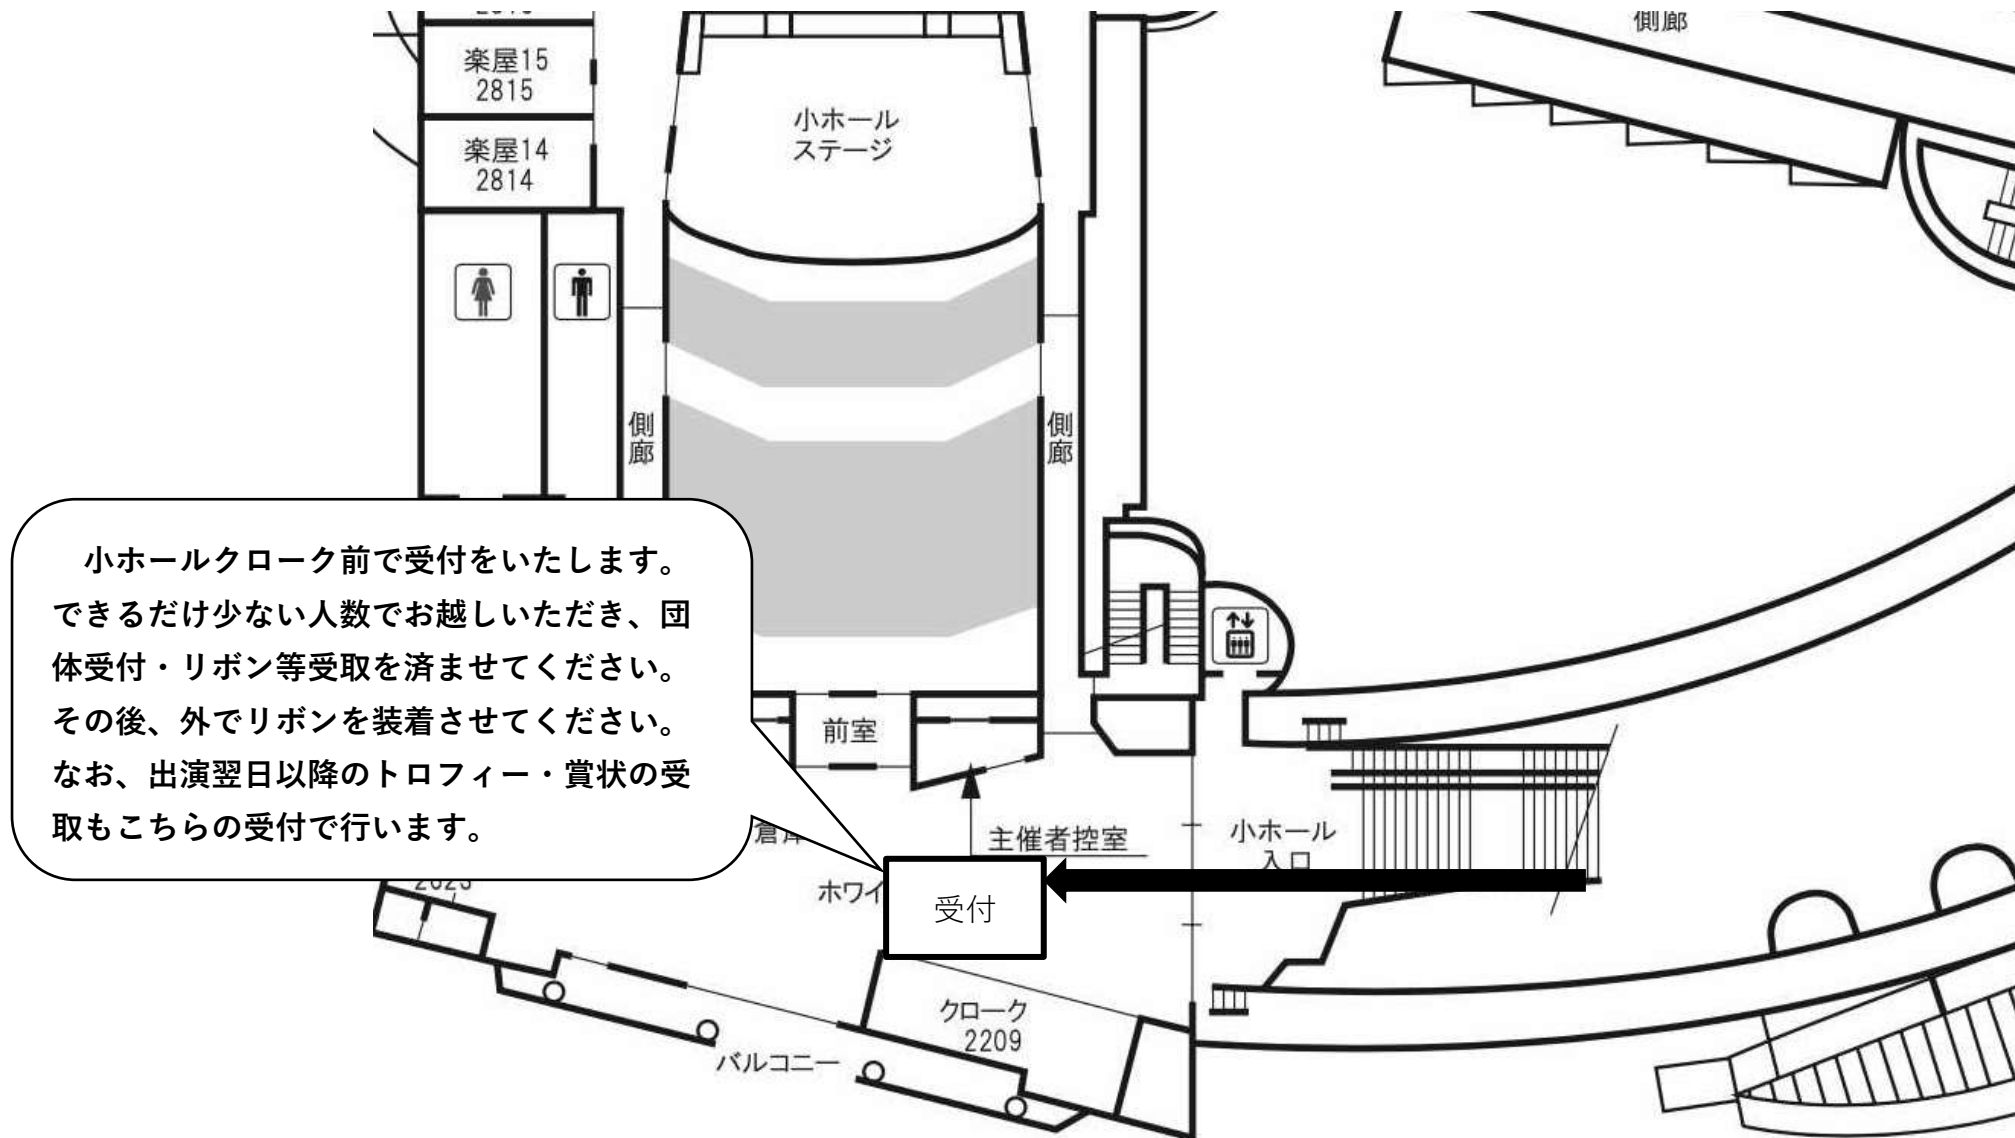 側廊
楽屋15
2815
小ホール
ステージ
楽屋14
2814
側
廊
側
廊
　小ホールクローク前で受付をいたします。
できるだけ少ない人数でお越しいただき、団
体受付・リボン等受取を済ませてください。
その後、外でリボンを装着させてください。
なお、出演翌日以降のトロフィー・賞状の受
取もこちらの受付で行います。
前室
主催者控室
小ホール
入口
ホワイ
受付
クローク
2209
バルコニー